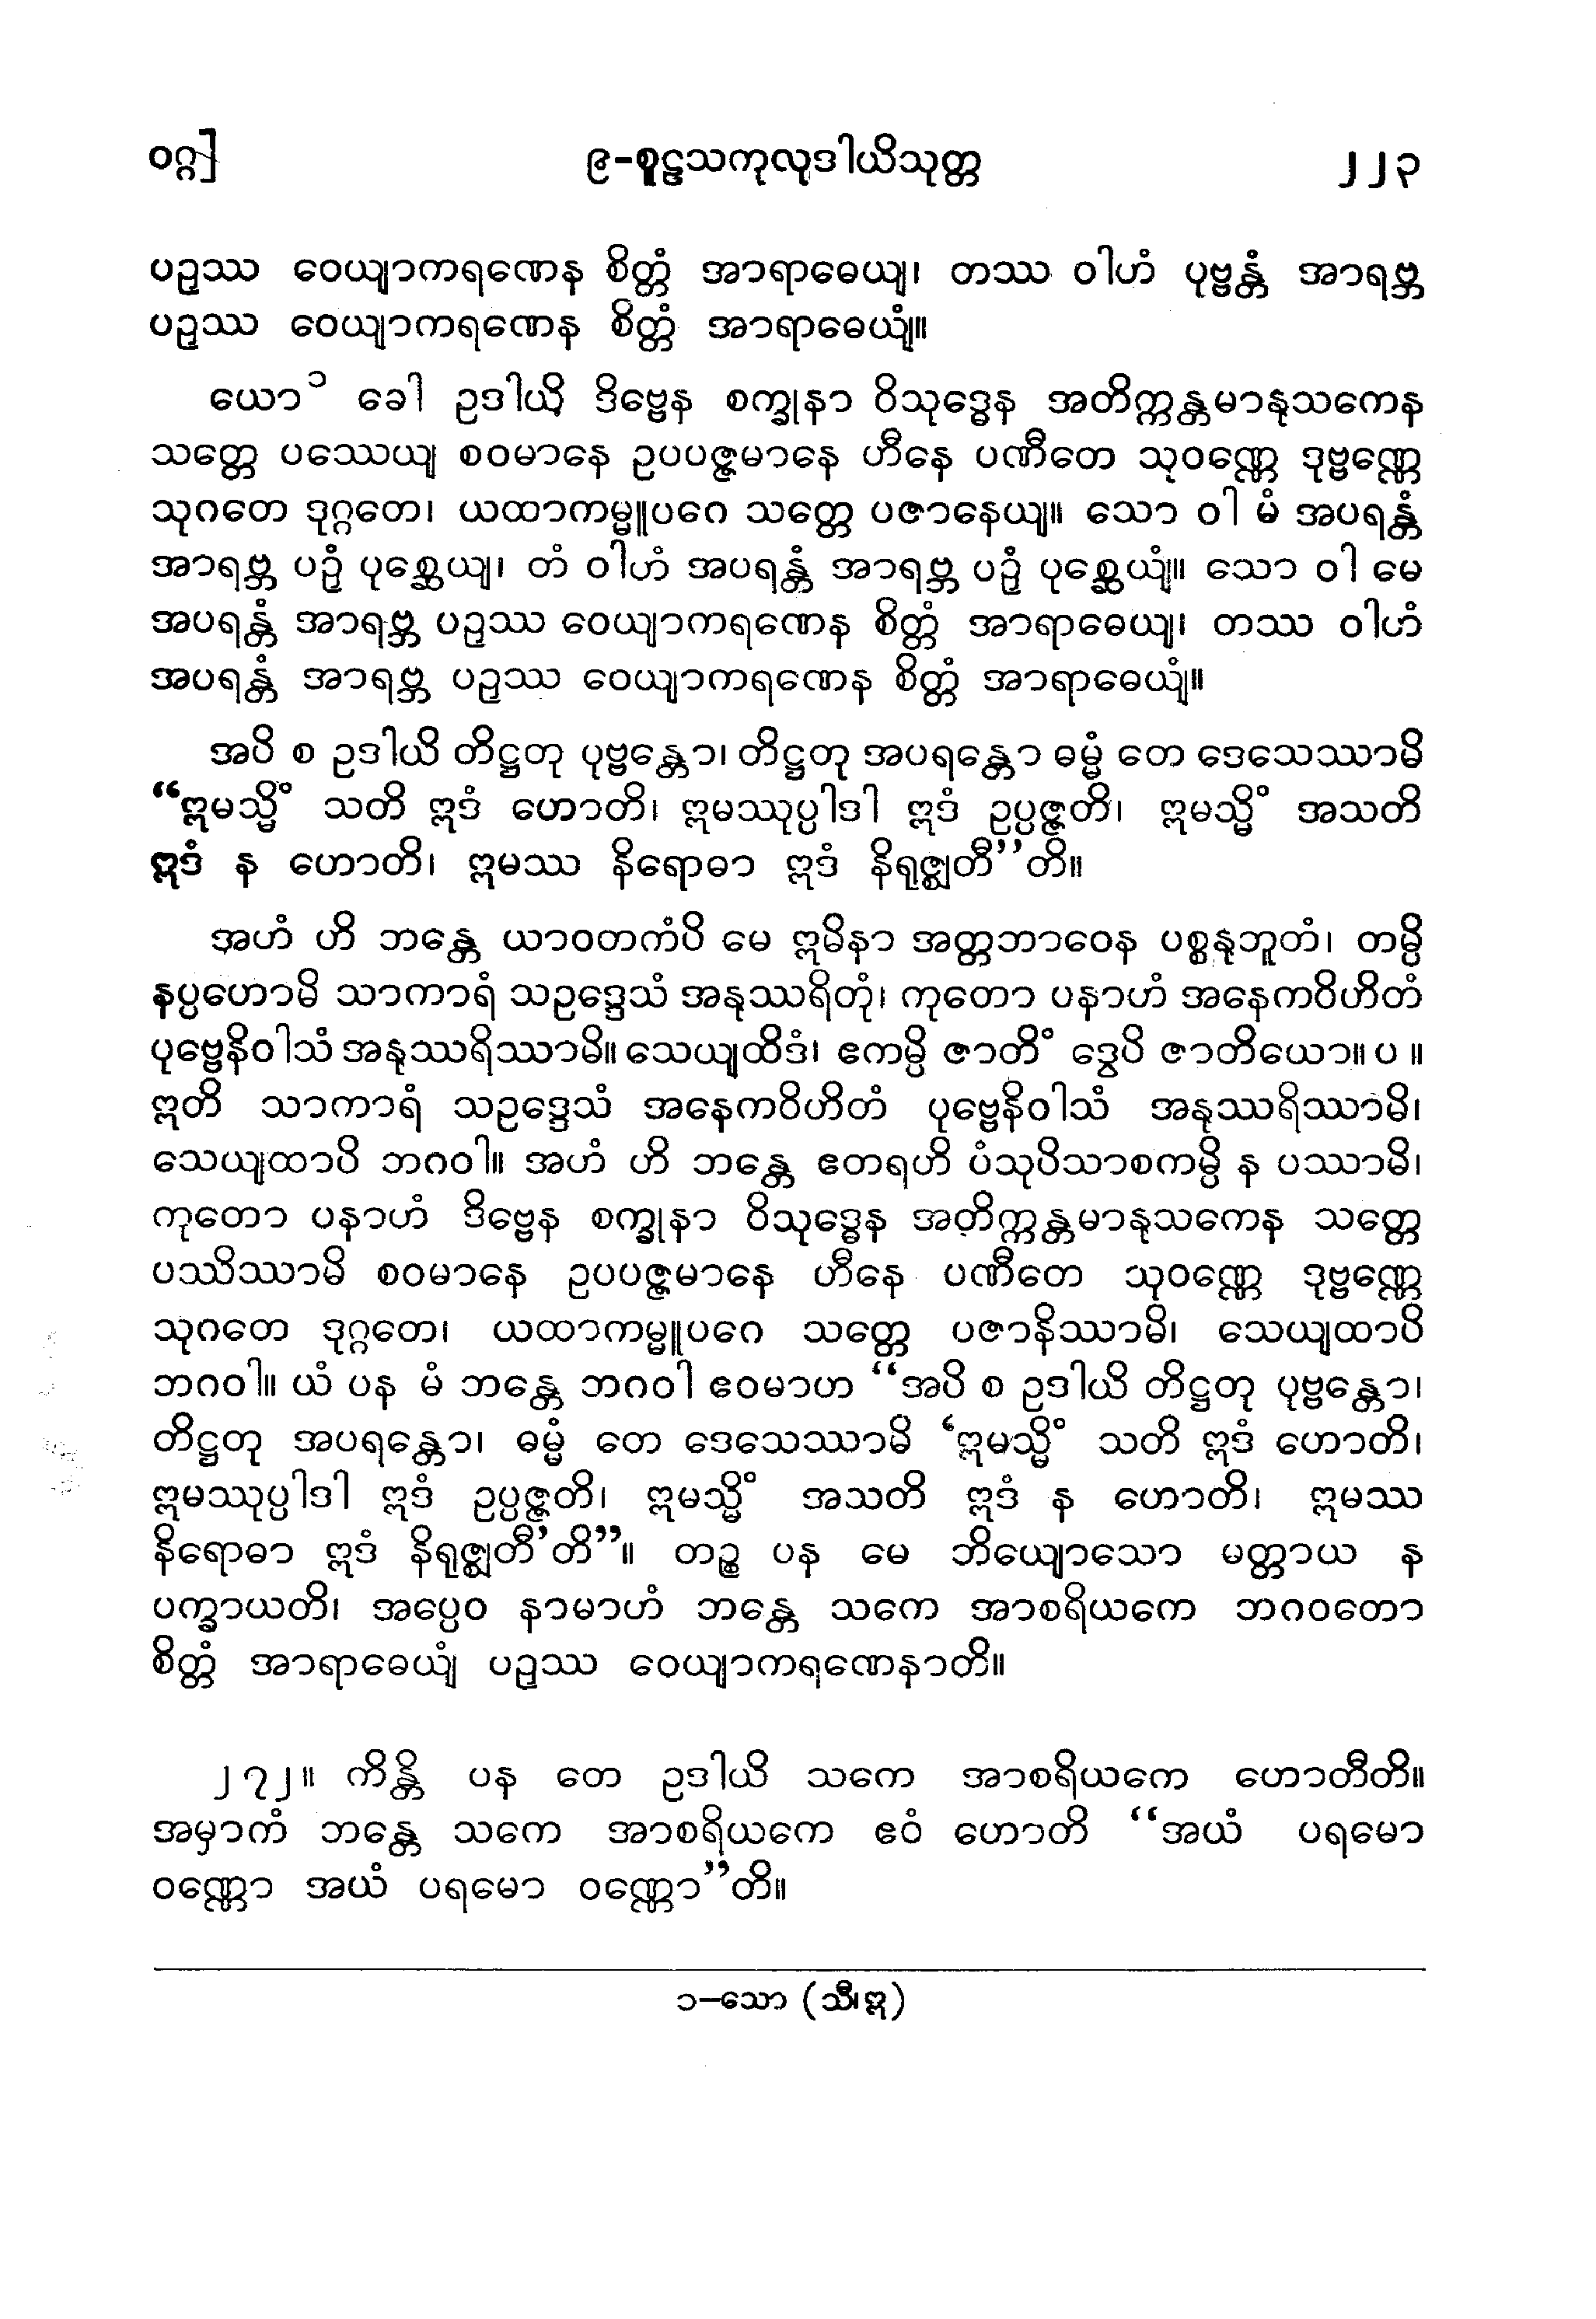 ဝဂ္ဂ]
၉-စူဠသကုလုဒါယိသုတ္တ
၂၂၃
ပဉှဿ ဝေယျာကရဏေန စိတ္တံ အာရာဓေယျ၊ တဿ ဝါဟံ ပုဗ္ဗန္တံ အာရဗ္ဘ
ပဉှဿ ဝေယျာကရဏေန စိတ္တံ အာရာဓေယျံ။
ယော၁ ခေါ ဥဒါယိ ဒိဗ္ဗေန စက္ခုနာ ဝိသုဒ္ဓေန အတိက္ကန္တမာနုသကေန
သတ္တေ ပဿေယျ စဝမာနေ ဥပပဇ္ဇမာနေ ဟီနေ ပဏီတေ သုဝဏ္ဏေ ဒုဗ္ဗဏ္ဏေ
သုဂတေ ဒုဂ္ဂတေ၊ ယထာကမ္မူပဂေ သတ္တေ ပဇာနေယျ။ သော ဝါ မံ အပရန္တံ
အာရဗ္ဘ ပဉှံ ပုစ္ဆေယျ၊ တံ ဝါဟံ အပရန္တံ အာရဗ္ဘ ပဉှံ ပုစ္ဆေယျံ။ သော ဝါ မေ
အပရန္တံ အာရဗ္ဘ ပဉှဿ ဝေယျာကရဏေန စိတ္တံ အာရာဓေယျ၊ တဿ ဝါဟံ
အပရန္တံ အာရဗ္ဘ ပဉှဿ ဝေယျာကရဏေန စိတ္တံ အာရာဓေယျံ။
အပိ စ ဥဒါယိ တိဋ္ဌတု ပုဗ္ဗန္တော၊ တိဋ္ဌတု အပရန္တော ဓမ္မံ တေ ဒေသေဿာမိ
“ဣမသ္မိံ သတိ ဣဒံ ဟောတိ၊ ဣမဿုပ္ပါဒါ ဣဒံ ဥပ္ပဇ္ဇတိ၊ ဣမသ္မိံ အသတိ
ဣဒံ န ဟောတိ၊ ဣမဿ နိရောဓာ ဣဒံ နိရုဇ္ဈတီ”တိ။
အဟံ ဟိ ဘန္တေ ယာဝတကံပိ မေ ဣမိနာ အတ္တဘာဝေန ပစ္စနုဘူတံ၊ တမ္ပိ
နပ္ပဟောမိ သာကာရံ သဥဒ္ဒေသံ အနုဿရိတုံ၊ ကုတော ပနာဟံ အနေကဝိဟိတံ
ပုဗ္ဗေနိဝါသံ အနုဿရိဿာမိ။ သေယျထိဒံ၊ ဧကမ္ပိ ဇာတိံ ဒွေပိ ဇာတိယော။ ပ ။
ဣတိ သာကာရံ သဥဒ္ဒေသံ အနေကဝိဟိတံ ပုဗ္ဗေနိဝါသံ အနုဿရိဿာမိ၊
သေယျထာပိ ဘဂဝါ။ အဟံ ဟိ ဘန္တေ ဧတရဟိ ပံသုပိသာစကမ္ပိ န ပဿာမိ၊
ကုတော ပနာဟံ ဒိဗ္ဗေန စက္ခုနာ ဝိသုဒ္ဓေန အတိက္ကန္တမာနုသကေန သတ္တေ
ပဿိဿာမိ စဝမာနေ ဥပပဇ္ဇမာနေ ဟီနေ ပဏီတေ သုဝဏ္ဏေ ဒုဗ္ဗဏ္ဏေ
သုဂတေ ဒုဂ္ဂတေ၊ ယထာကမ္မူပဂေ သတ္တေ ပဇာနိဿာမိ၊ သေယျထာပိ
ဘဂဝါ။ ယံ ပန မံ ဘန္တေ ဘဂဝါ ဧဝမာဟ “အပိ စ ဥဒါယိ တိဋ္ဌတု ပုဗ္ဗန္တော၊
တိဋ္ဌတု အပရန္တော၊ ဓမ္မံ တေ ဒေသေဿာမိ ‘ဣမသ္မိံ သတိ ဣဒံ ဟောတိ၊
ဣမဿုပ္ပါဒါ ဣဒံ ဥပ္ပဇ္ဇတိ၊ ဣမသ္မိံ အသတိ ဣဒံ န ဟောတိ၊ ဣမဿ
နိရောဓာ ဣဒံ နိရုဇ္ဈတီ’တိ”။ တဉ္စ ပန မေ ဘိယျောသော မတ္တာယ န
ပက္ခာယတိ၊ အပ္ပေဝ နာမာဟံ ဘန္တေ သကေ အာစရိယကေ ဘဂဝတော
စိတ္တံ အာရာဓေယျံ ပဉှဿ ဝေယျာကရဏေနာတိ။
၂၇၂။ ကိန္တိ ပန တေ ဥဒါယိ သကေ အာစရိယကေ ဟောတီတိ။
အမှာကံ ဘန္တေ သကေ အာစရိယကေ ဧဝံ ဟောတိ “အယံ ပရမော
ဝဏ္ဏော အယံ ပရမော ဝဏ္ဏော”တိ။
၁–သော (သီ၊ဣ)